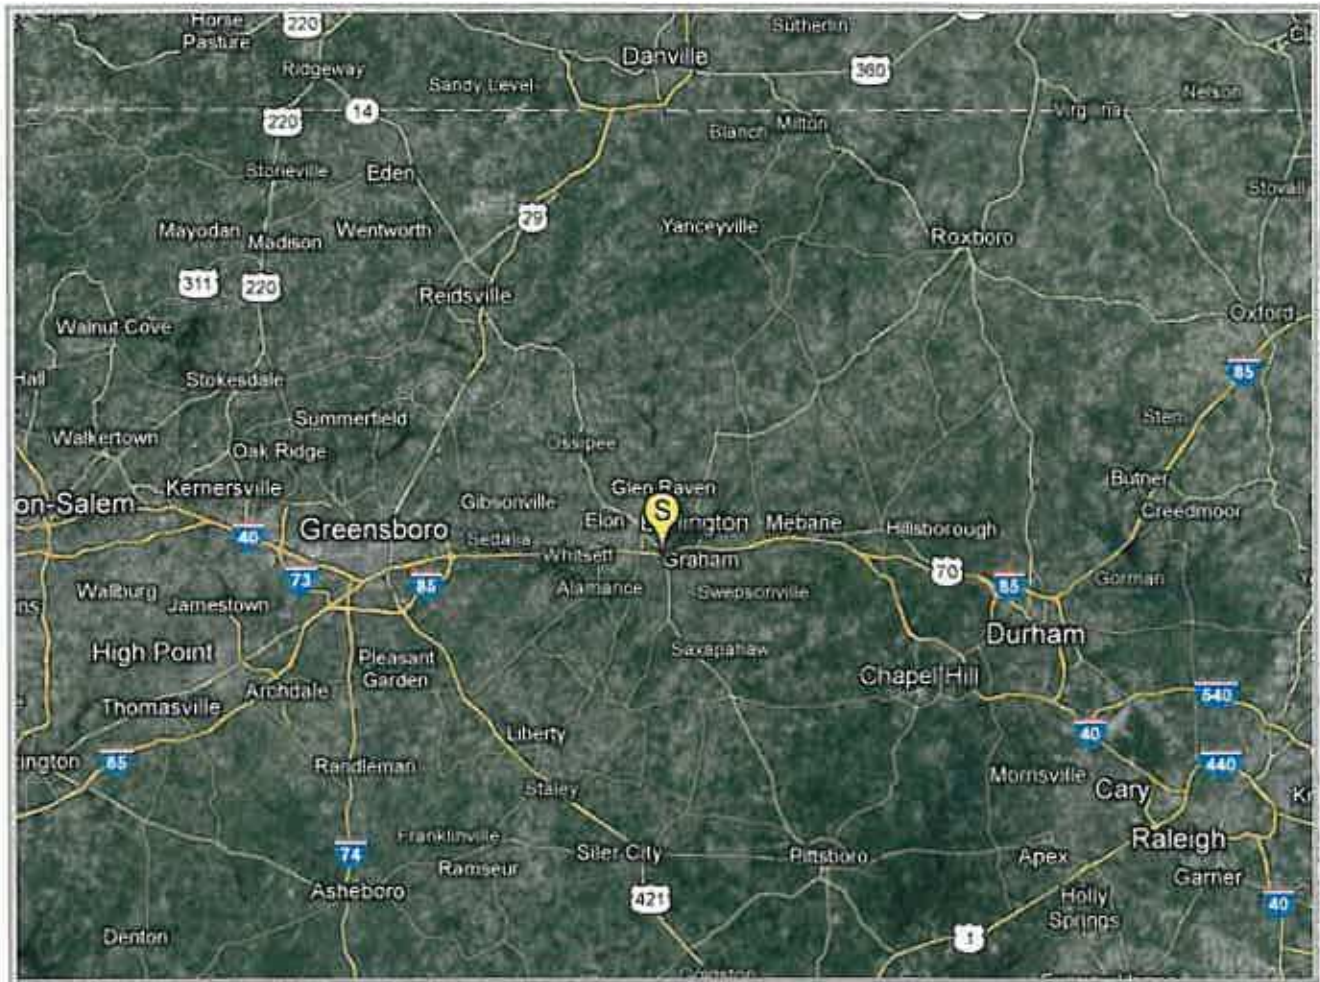 Horse
Pasture
220
Ridgeway
Sandy Level
Danville
Sutherlin
360
14
220
Nelson
Blanch
Milton
Stoneville
Eden
Stovall
29
Mayodan
Madison
Wentworth
Yanceyville
Roxboro
311
220
Reidsville
Oxford
Walnut Cove
85
Hall
Stokesdale
Summerfield
Walkertown
Oak Ridge
Ossipee
Stem
Kernersville
Glen Raven
Butner
on-Salem
Gibsonville
Creedmoor
Greensboro
Elon
S
Mebane
Hillsborough
40
Sedalia
Whitsett
Graham
70
73
85
85
Gorman
Wallburg
Jamestown
Alamance
Swepsonville
Durham
High Point
Pleasant
Garden
Saxapahaw
Chapel Hill
Archdale
540
Thomasville
Liberty
40
ington
85
Randleman
440
Morrisville
Staley
Cary
Franklinville
Raleigh
74
Ramseur
Siler City
Pittsboro
Apex
Asheboro
Garner
421
Holly
Springs
40
Denton
1